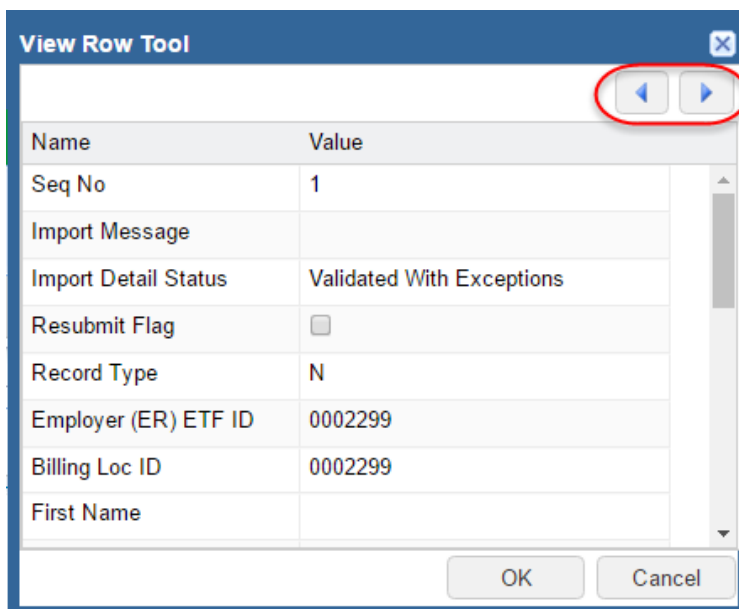 View Row Tool
Name Value
Seq No 1
Import Message
Import Detail Status Validated With Exceptions
Resubmit Flag
Record Type N
Employer (ER) ETF ID 0002299
Billing Loc ID 0002299
First Name
OK Cancel